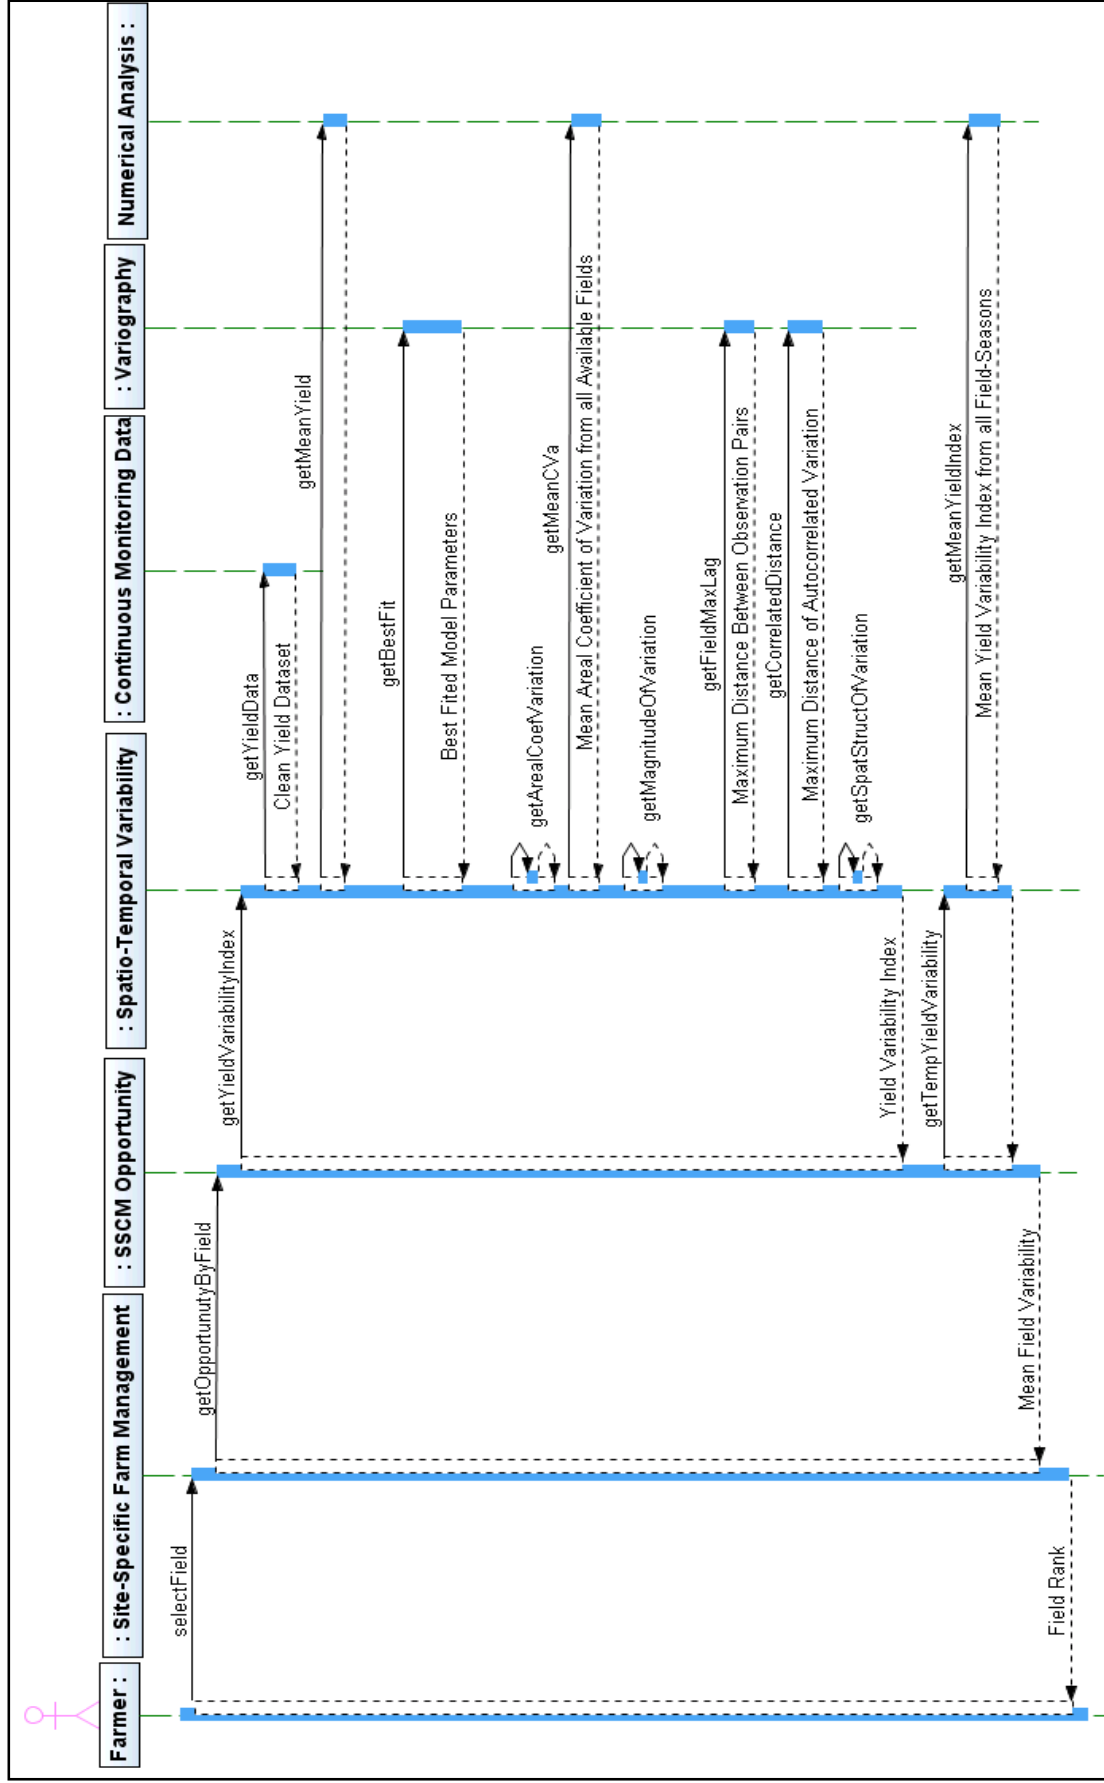 Farmer :
: Site-Specific Farm Management
: SSCM Opportunity
: Spatio-Temporal Variability
: Continuous Monitoring Data
: Variography
Numerical Analysis :
selectField
getOpportunutyByField
getYieldVariabilityIndex
getYieldData
Clean Yield Dataset
getMeanYield
getBestFit
Best Fited Model Parameters
getArealCoefVariation
getMeanCVa
Mean Areal Coefficient of Variation from all Available Fields
getMagnitudeOfVariation
getFieldMaxLag
Maximum Distance Between Observation Pairs
getCorrelatedDistance
Maximum Distance of Autocorrelated Variation
getSpatStructOfVariation
Yield Variability Index
getTempYieldVariability
getMeanYieldIndex
Mean Yield Variability Index from all Field-Seasons
Mean Field Variability
Field Rank